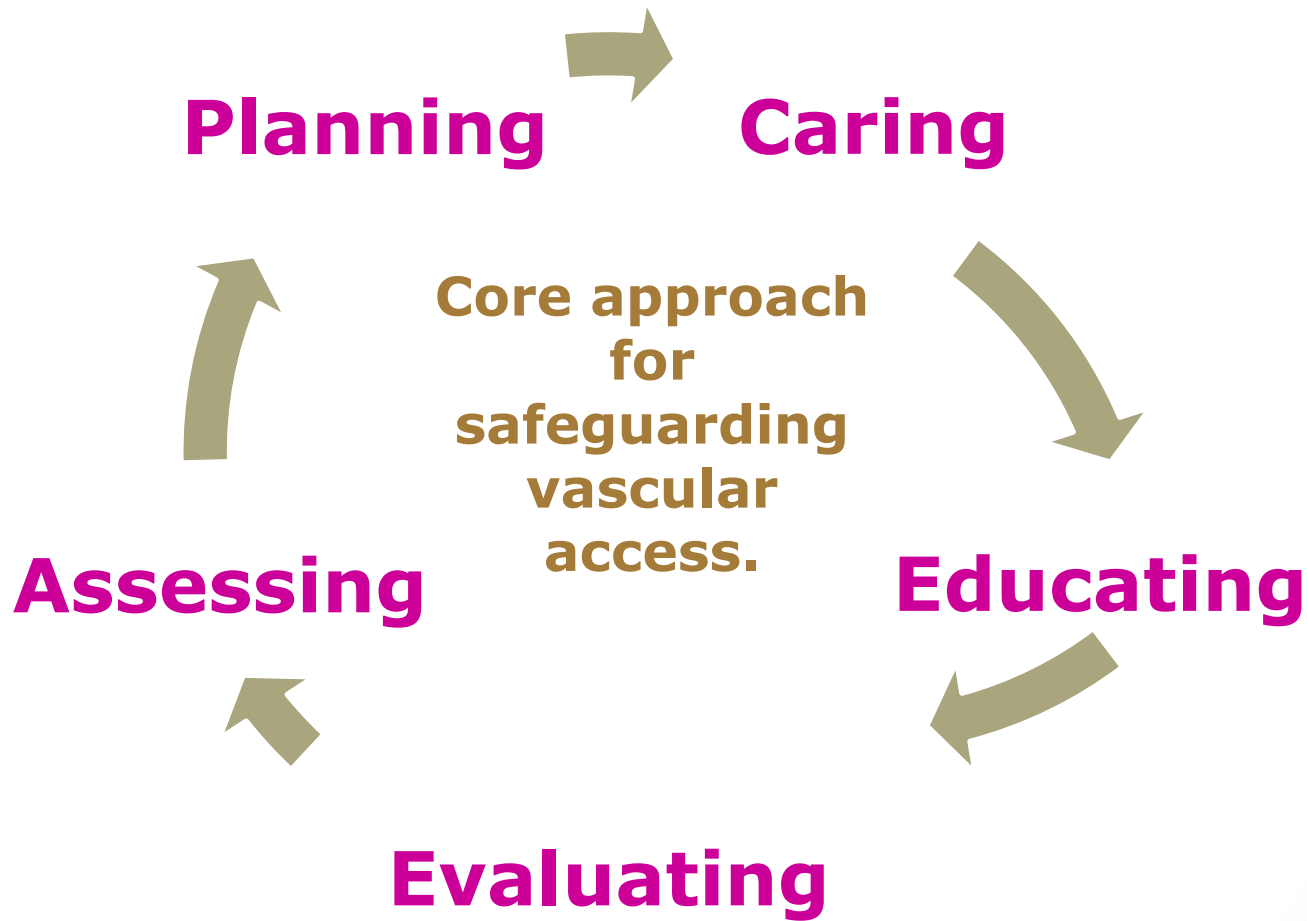 Planning
Caring
Core approach
for
safeguarding
vascular
access.
Assessing
Educating
Evaluating